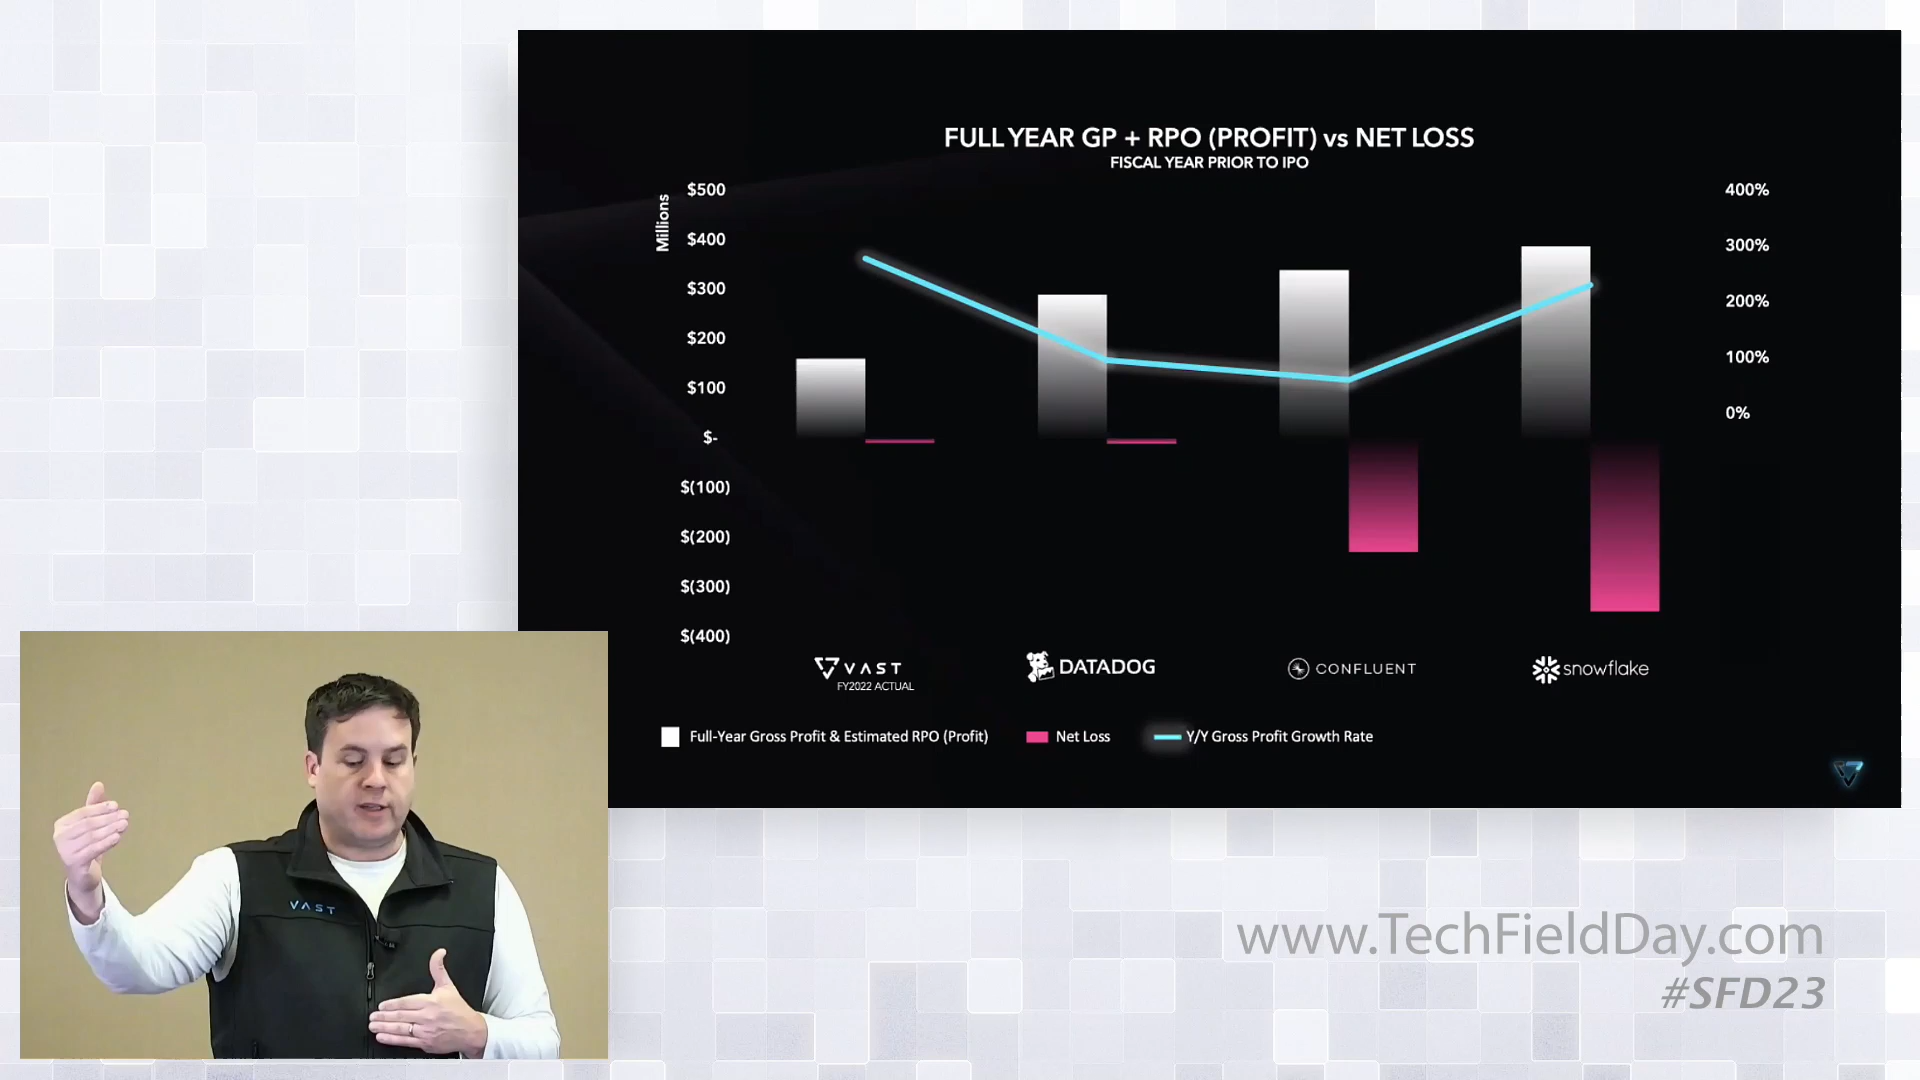 FULL YEAR GP + RPO (PROFIT) vs NET LOSS
FISCAL YEAR PRIOR TO IPO
Millions
$500
$400
$300
$200
$100
$-
$(100)
$(200)
$(300)
$(400)
400%
300%
200%
100%
0%
VAST
FY2022 ACTUAL
DATADOG
CONFLUENT
snowflake
Full-Year Gross Profit & Estimated RPO (Profit)
Net Loss
Y/Y Gross Profit Growth Rate
VAST
www.TechFieldDay.com
#SFD23